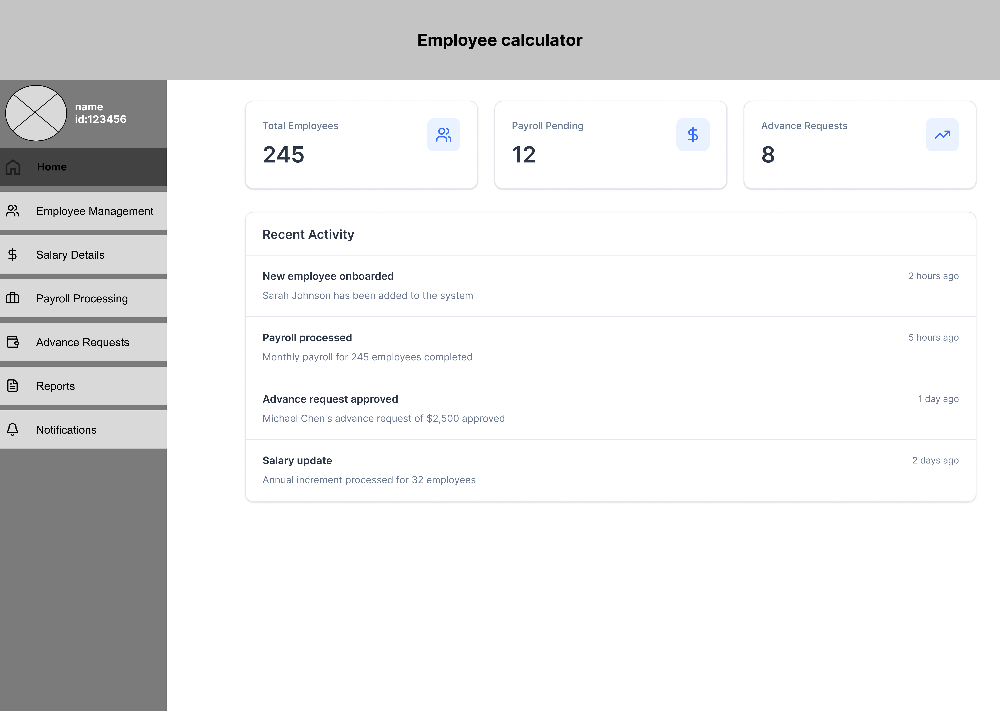 Employee calculator
name
id:123456
Home
Employee Management
Salary Details
Payroll Processing
Advance Requests
Reports
Notifications
Total Employees
245
Payroll Pending
12
Advance Requests
8
Recent Activity
New employee onboarded
2 hours ago
Sarah Johnson has been added to the system
Payroll processed
5 hours ago
Monthly payroll for 245 employees completed
Advance request approved
1 day ago
Michael Chen's advance request of $2,500 approved
Salary update
2 days ago
Annual increment processed for 32 employees